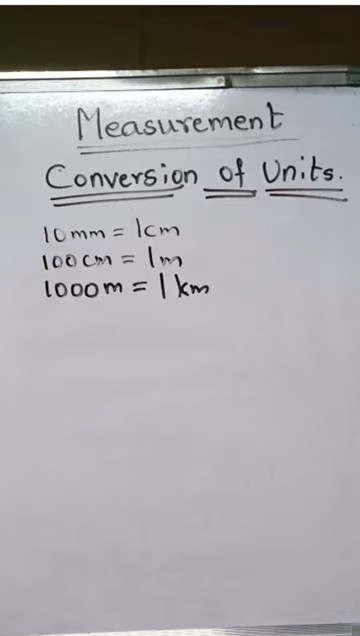 Measurement
Conversion of Units.
10mm = 1cm
100cm = 1m
1000m = 1km